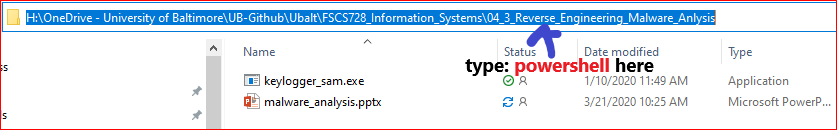 H:\OneDrive - University of Baltimore\UB-Github\Ubalt\FSCS728_Information_Systems\04_3_Reverse_Engineering_Malware_Anlysis
Name Status Date modified Type
type: powershell here
keylogger_sam.exe 1/10/2020 11:49 AM Application
malware_analysis.pptx 3/21/2020 10:25 AM Microsoft PowerP...